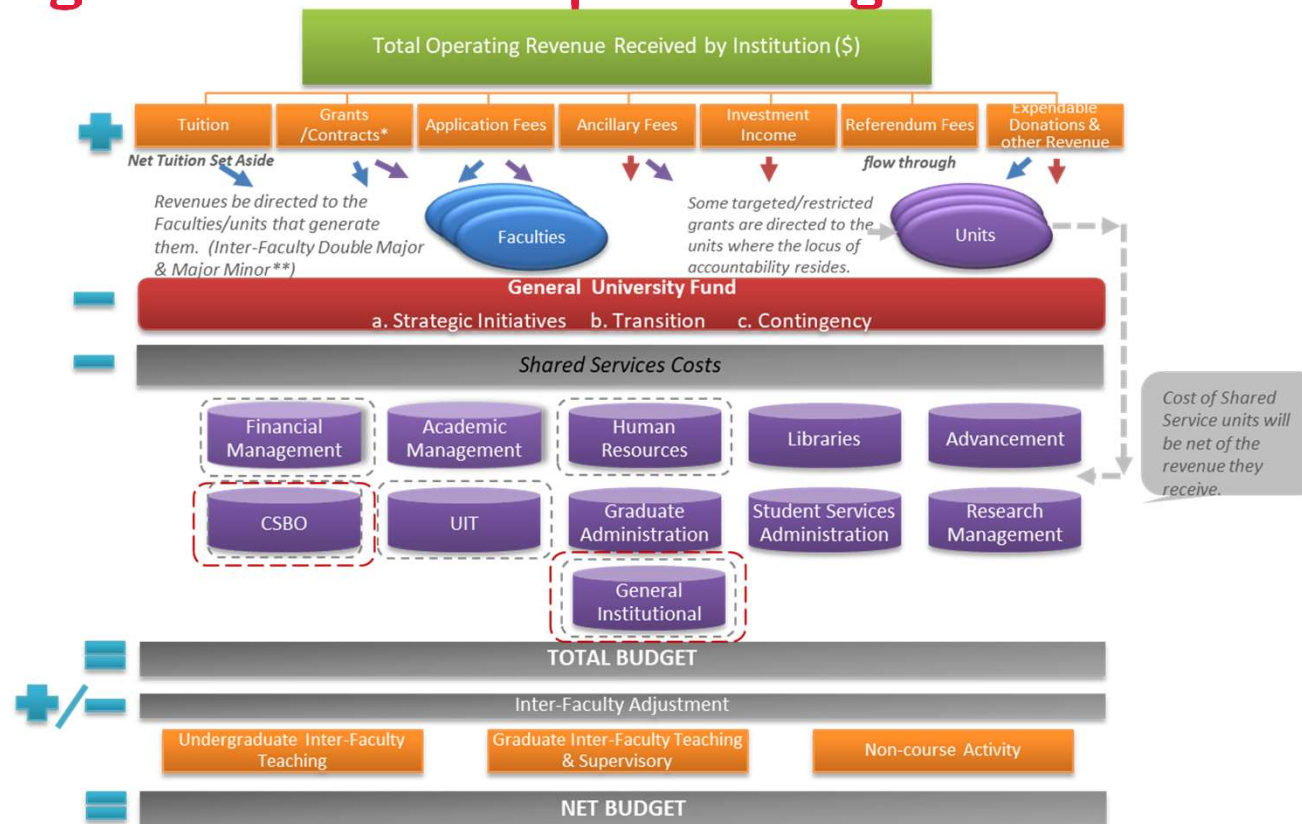 Total Operating Revenue Received by Institution ($)
Tuition
Grants
/Contracts*
Application Fees
Ancillary Fees
Investment
Income
Referendum Fees
Expendable
Donations &
other Revenue
Net Tuition Set Aside
flow through
Revenues be directed to the
Faculties/units that generate
them. (Inter-Faculty Double Major
& Major Minor**)
Faculties
Some targeted/restricted
grants are directed to the
units where the locus of
accountability resides.
Units
General University Fund
a. Strategic Initiatives b. Transition c. Contingency
Shared Services Costs
Financial
Management
Academic
Management
Human
Resources
Libraries
Advancement
Cost of Shared
Service units will
be net of the
revenue they
receive.
CSBO
UIT
Graduate
Administration
Student Services
Administration
Research
Management
General
Institutional
TOTAL BUDGET
Inter-Faculty Adjustment
Undergraduate Inter-Faculty
Teaching
Graduate Inter-Faculty Teaching
& Supervisory
Non-course Activity
NET BUDGET